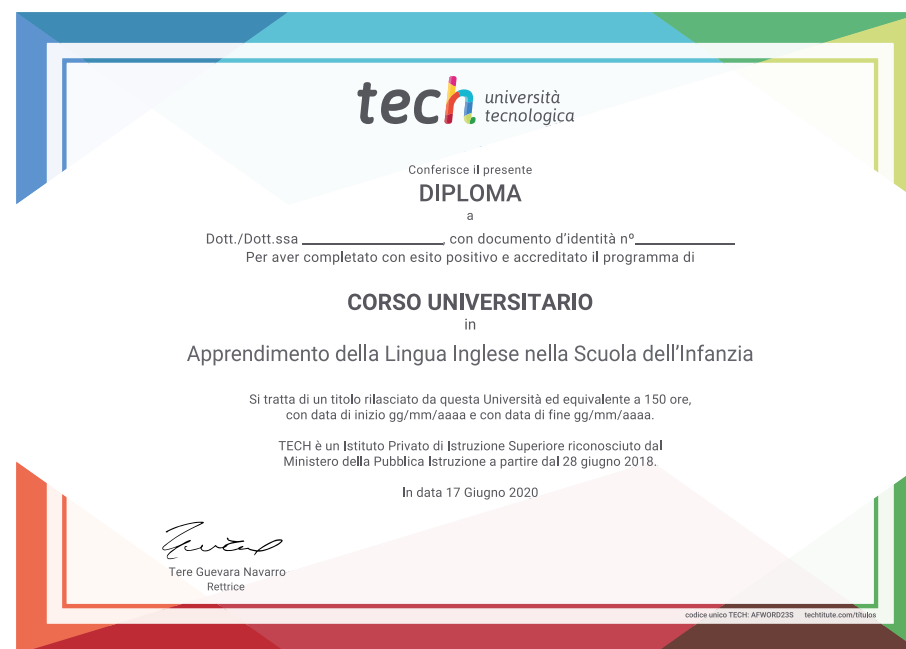 tech università
tecnologica
Conferisce il presente
DIPLOMA
a
Dott./Dott.ssa ____________________, con documento d'identità nº______________
Per aver completato con esito positivo e accreditato il programma di
CORSO UNIVERSITARIO
in
Apprendimento della Lingua Inglese nella Scuola dell'Infanzia
Si tratta di un titolo rilasciato da questa Università ed equivalente a 150 ore,
con data di inizio gg/mm/aaaa e con data di fine gg/mm/aaaa.
TECH è un Istituto Privato di Istruzione Superiore riconosciuto dal
Ministero della Pubblica Istruzione a partire dal 28 giugno 2018.
In data 17 Giugno 2020
Tere Guevara Navarro
Rettrice
codice unico TECH: AFWORD23S techtitute.com/títulos